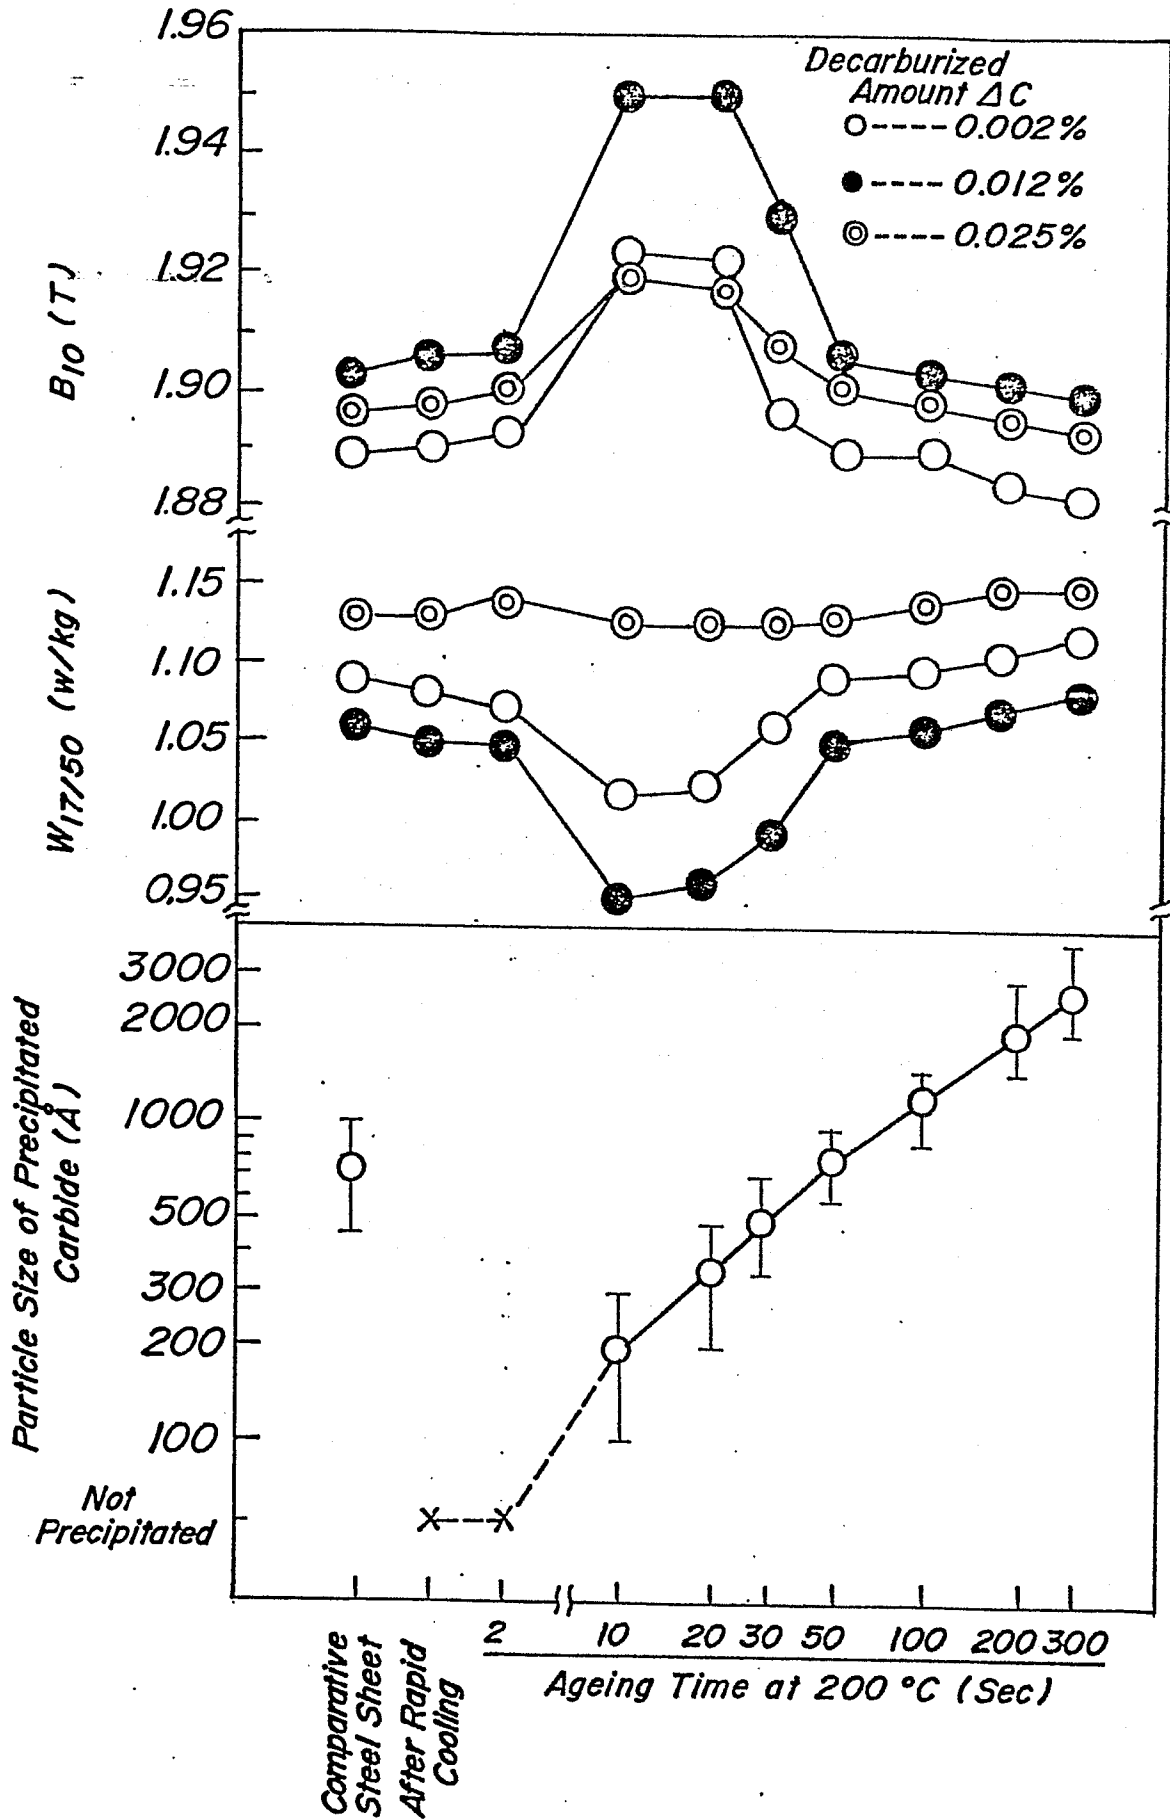 1.96
1.94
1.92
1.90
1.88
B10 (T)
Decarburized
Amount ΔC
0.002%
0.012%
0.025%
1.15
1.10
1.05
1.00
0.95
W17/50 (w/kg)
3000
2000
1000
500
300
200
100
Not
Precipitated
Particle Size of Precipitated
Carbide (Å)
Comparative
Steel Sheet
After Rapid
Cooling
2 10 20 30 50 100 200 300
Ageing Time at 200 °C (Sec)